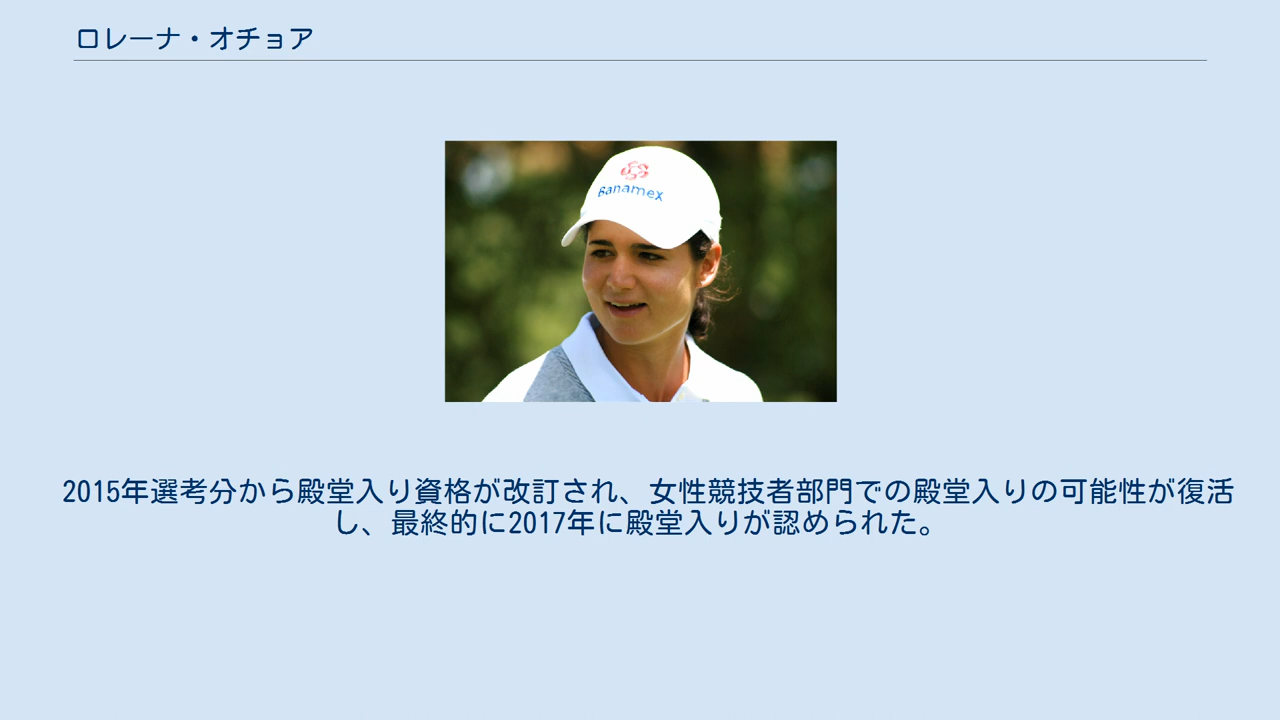 ロレーナ・オチョア
Banamex
2015年選考分から殿堂入り資格が改訂され、女性競技者部門での殿堂入りの可能性が復活
し、最終的に2017年に殿堂入りが認められた。